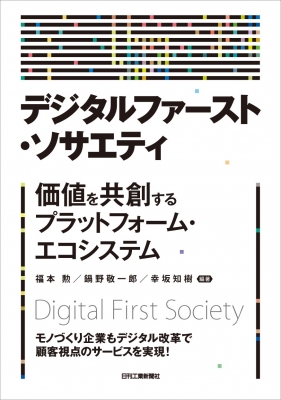 デジタルファースト
・ソサエティ
価値を共創する
プラットフォーム・
エコシステム
福本 勲／鍋野敬一郎／幸坂知樹 編著
Digital First Society
モノづくり企業もデジタル改革で
顧客視点のサービスを実現！
日刊工業新聞社